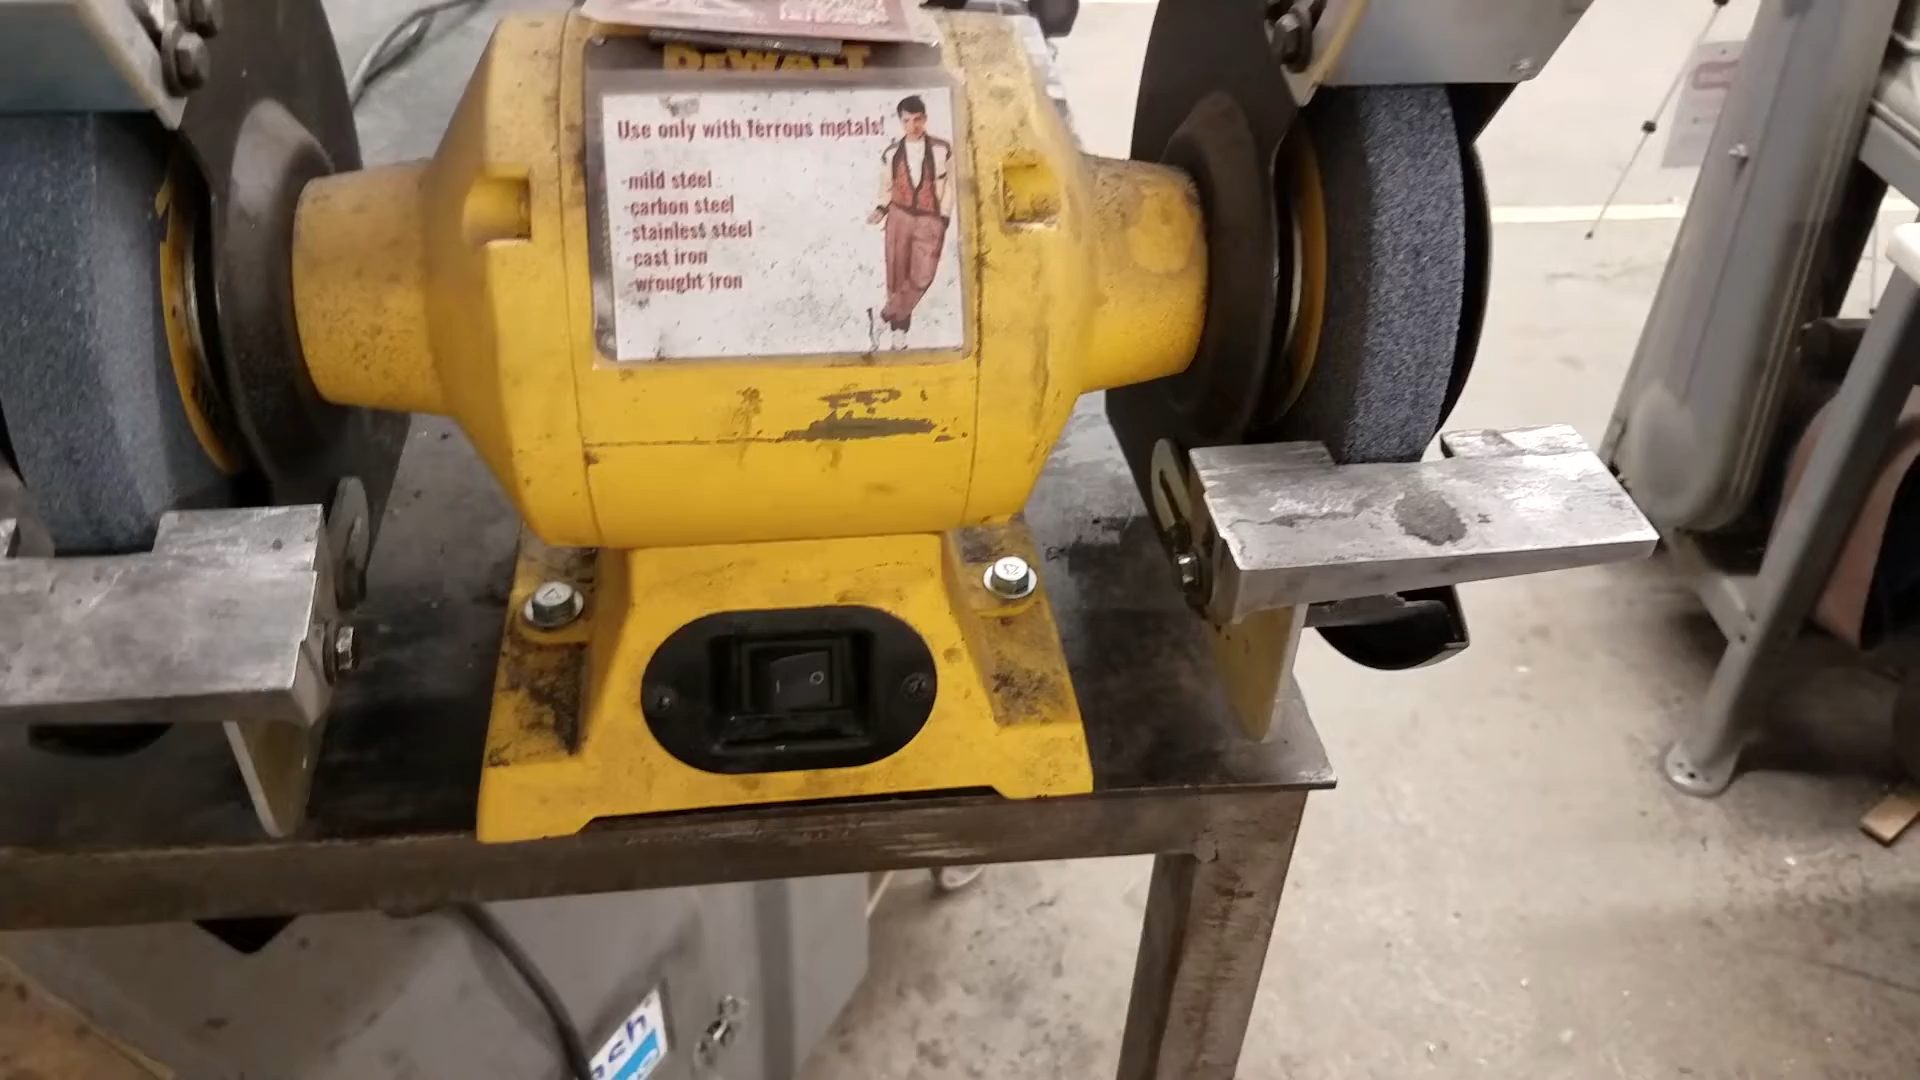 DEWALT
Use only with ferrous metals!
-mild steel
-carbon steel
-stainless steel
-cast iron
-wrought iron